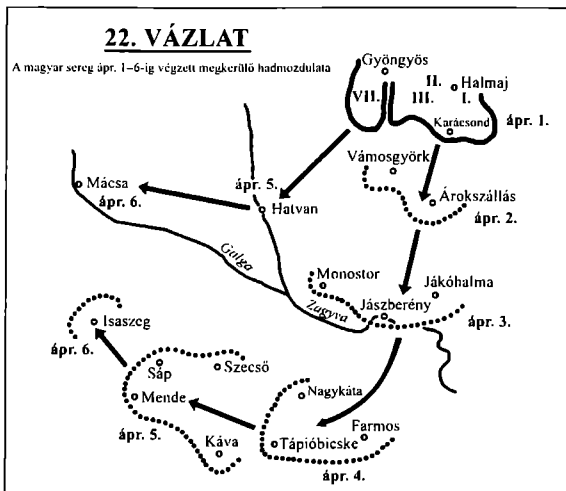 22. VÁZLAT
A magyar sereg ápr. 1–6-ig végzett megkerülő hadmozdulata
Gyöngyös
VII.
II.
III.
I.
Halmaj
Karácsond
ápr. 1.
Vámosgyörk
Árokszállás
ápr. 2.
Mácsa
ápr. 6.
ápr. 5.
Hatvan
Galga
Zagyva
Monostor
Jászberény
Jákóhalma
ápr. 3.
Isaszeg
ápr. 6.
Sáp
Szecső
Mende
ápr. 5.
Káva
Nagykáta
Farmos
Tápióbicske
ápr. 4.